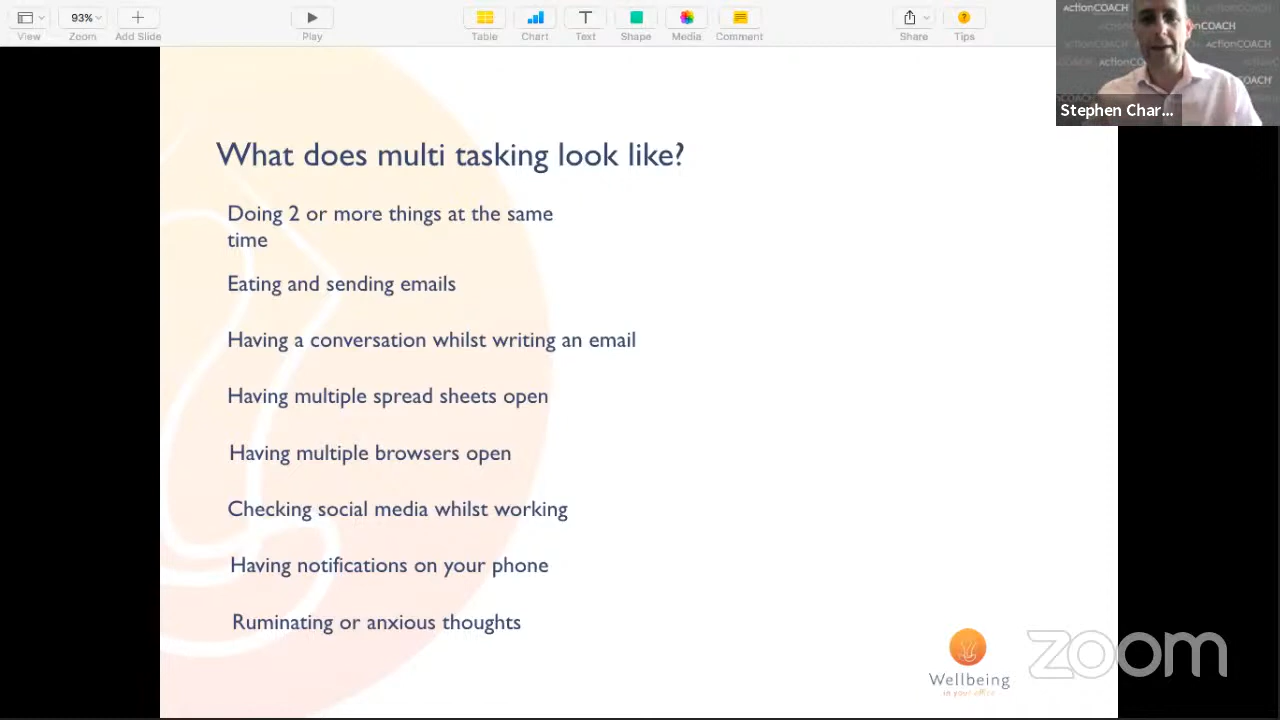 93%
View
Zoom
Add Slide
Play
Table
Chart
Text
Shape
Media
Comment
Share
Tips
ActionCOACH
ActionCOACH
Stephen Char...
What does multi tasking look like?
Doing 2 or more things at the same
time
Eating and sending emails
Having a conversation whilst writing an email
Having multiple spread sheets open
Having multiple browsers open
Checking social media whilst working
Having notifications on your phone
Ruminating or anxious thoughts
Wellbeing
in your office
zoom